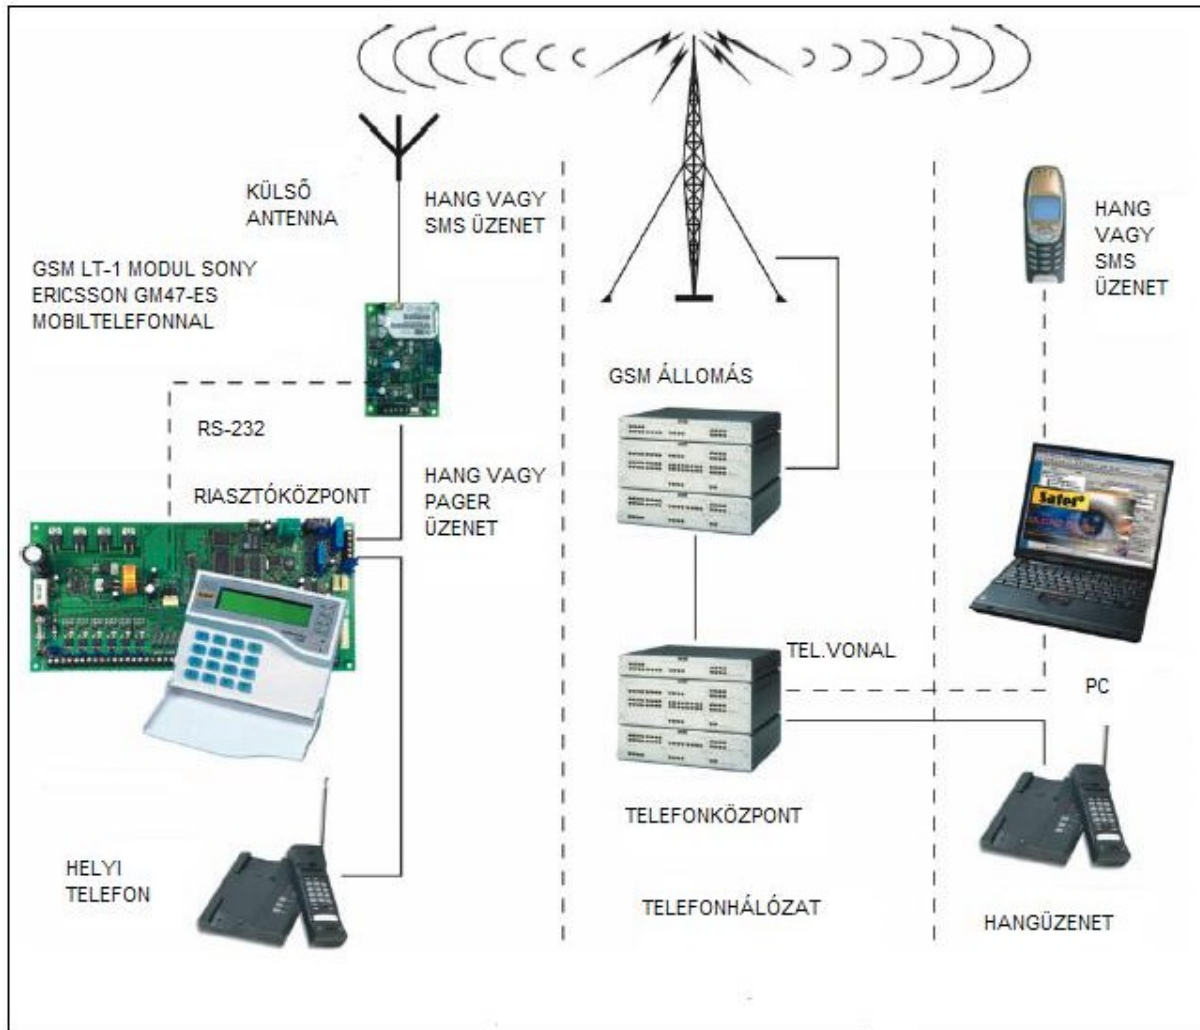 KÜLSŐ
ANTENNA
HANG VAGY
SMS ÜZENET
GSM LT-1 MODUL SONY
ERICSSON GM47-ES
MOBILTELEFONNAL
RS-232
RIASZTÓKÖZPONT
HANG VAGY
PAGER
ÜZENET
HELYI
TELEFON
GSM ÁLLOMÁS
TEL.VONAL
TELEFONKÖZPONT
TELEFONHÁLÓZAT
HANG
VAGY
SMS
ÜZENET
Satel
PC
HANGÜZENET